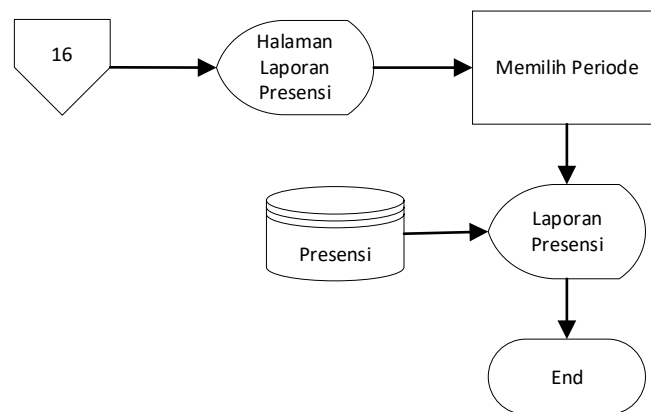 16
Halaman
Laporan
Presensi
Memilih Periode
Presensi
Laporan
Presensi
End